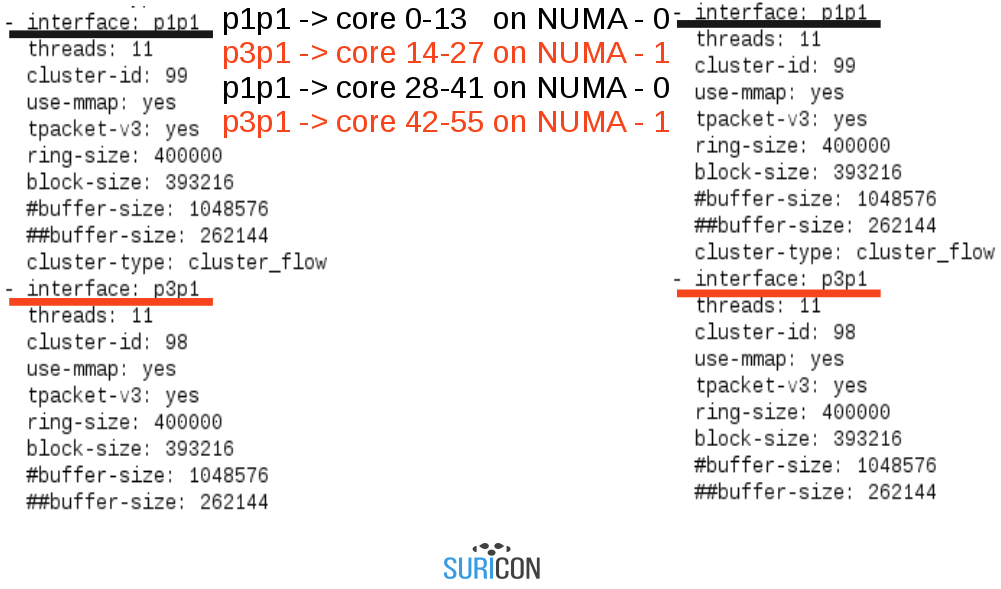 - interface: p1p1
threads: 11
cluster-id: 99
use-mmap: yes
tpacket-v3: yes
ring-size: 400000
block-size: 393216
#buffer-size: 1048576
##buffer-size: 262144
cluster-type: cluster_flow
- interface: p3p1
threads: 11
cluster-id: 98
use-mmap: yes
tpacket-v3: yes
ring-size: 400000
block-size: 393216
#buffer-size: 1048576
##buffer-size: 262144
p1p1 -> core 0-13 on NUMA - 0
p3p1 -> core 14-27 on NUMA - 1
p1p1 -> core 28-41 on NUMA - 0
p3p1 -> core 42-55 on NUMA - 1
- interface: p1p1
threads: 11
cluster-id: 99
use-mmap: yes
tpacket-v3: yes
ring-size: 400000
block-size: 393216
#buffer-size: 1048576
##buffer-size: 262144
cluster-type: cluster_flow
- interface: p3p1
threads: 11
cluster-id: 98
use-mmap: yes
tpacket-v3: yes
ring-size: 400000
block-size: 393216
#buffer-size: 1048576
##buffer-size: 262144
SURICON